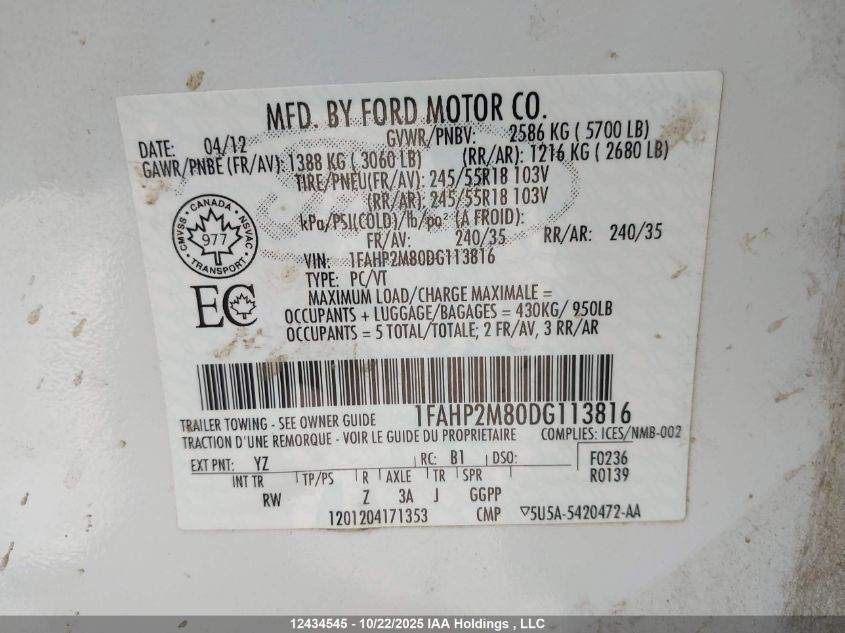 MFD. BY FORD MOTOR CO.
DATE: 04/12 GVWR/PNBV: 2586 KG ( 5700 LB)
GAWR/PNBE (FR/AV): 1388 KG ( 3060 LB) (RR/AR): 1216 KG ( 2680 LB)
TIRE/PNEU(FR/AV): 245/55R18 103V
(RR/AR): 245/55R18 103V
kPa/PSI(COLD)/lb/po² (A FROID):
FR/AV: 240/35 RR/AR: 240/35
CANADA
CMVSS NSVAC
977
TRANSPORT
VIN: 1FAHP2M80DG113816
TYPE: PC/VT
EC
MAXIMUM LOAD/CHARGE MAXIMALE =
OCCUPANTS + LUGGAGE/BAGAGES = 430KG/ 950LB
OCCUPANTS = 5 TOTAL/TOTALE; 2 FR/AV, 3 RR/AR
TRAILER TOWING - SEE OWNER GUIDE 1FAHP2M80DG113816
TRACTION D'UNE REMORQUE - VOIR LE GUIDE DU PROPRIETAIRE COMPLIES: ICES/NMB-002
EXT PNT: YZ RC: B1 DSO: F0236
INT TR TP/PS R AXLE TR SPR R0139
RW Z 3A J GGPP
1201204171353 CMP ▽5U5A-5420472-AA
12434545 - 10/22/2025 IAA Holdings , LLC